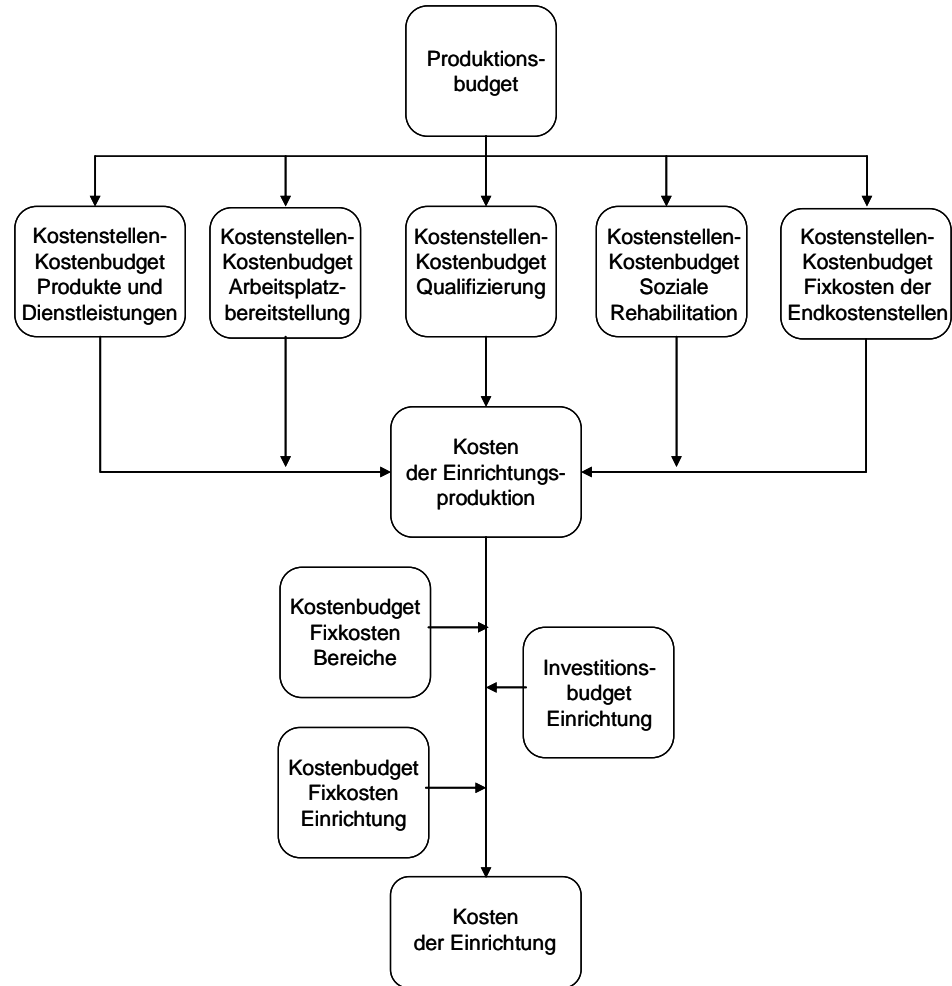 Produktions-
budget
Kostenstellen-
Kostenbudget
Produkte und
Dienstleistungen
Kostenstellen-
Kostenbudget
Arbeitsplatz-
bereitstellung
Kostenstellen-
Kostenbudget
Qualifizierung
Kostenstellen-
Kostenbudget
Soziale
Rehabilitation
Kostenstellen-
Kostenbudget
Fixkosten der
Endkostenstellen
Kosten
der Einrichtungs-
produktion
Kostenbudget
Fixkosten
Bereiche
Investitions-
budget
Einrichtung
Kostenbudget
Fixkosten
Einrichtung
Kosten
der Einrichtung